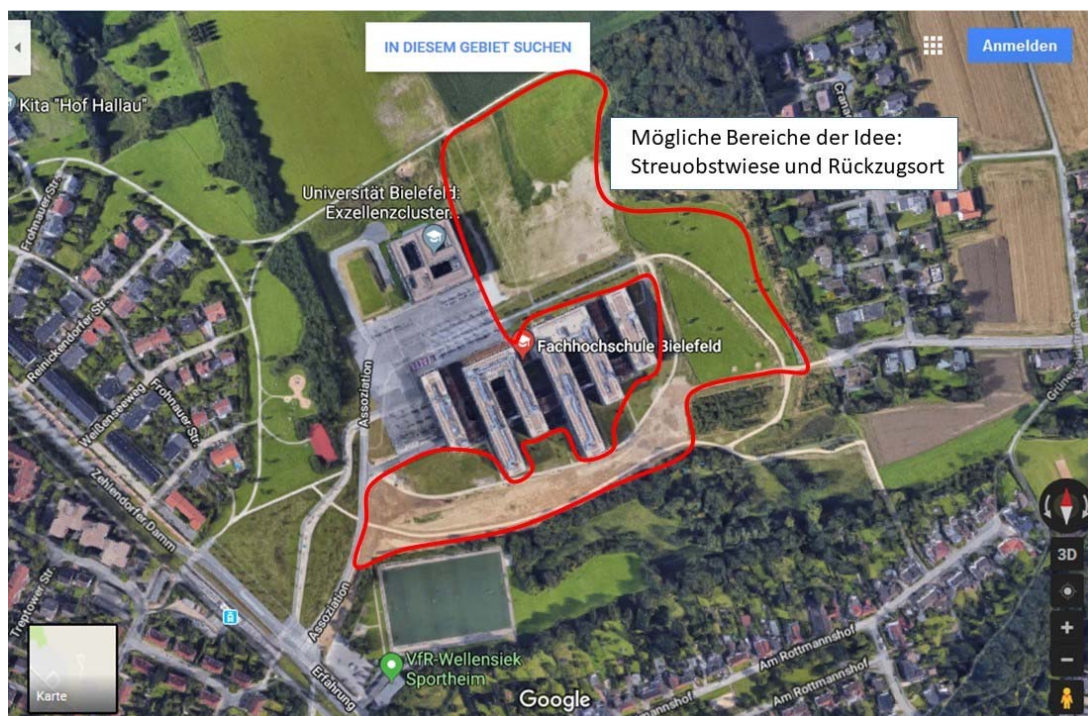 IN DIESEM GEBIET SUCHEN
Anmelden
Kita "Hof Hallau"
Mögliche Bereiche der Idee:
Streuobstwiese und Rückzugsort
Universität Bielefeld:
Exzellenzcluster...
Frohnauer Str.
Reinickendorfer Str.
Fachhochschule Bielefeld
Weißenseeweg
Frohnauer Str.
Assoziation
Zehlendorfer Damm
3D
Treptower Str.
Assoziation
Am Rottmannshof
VfR-Wellensiek
Sportheim
Erfahrung
Karte
Google
Am Rottmannshof